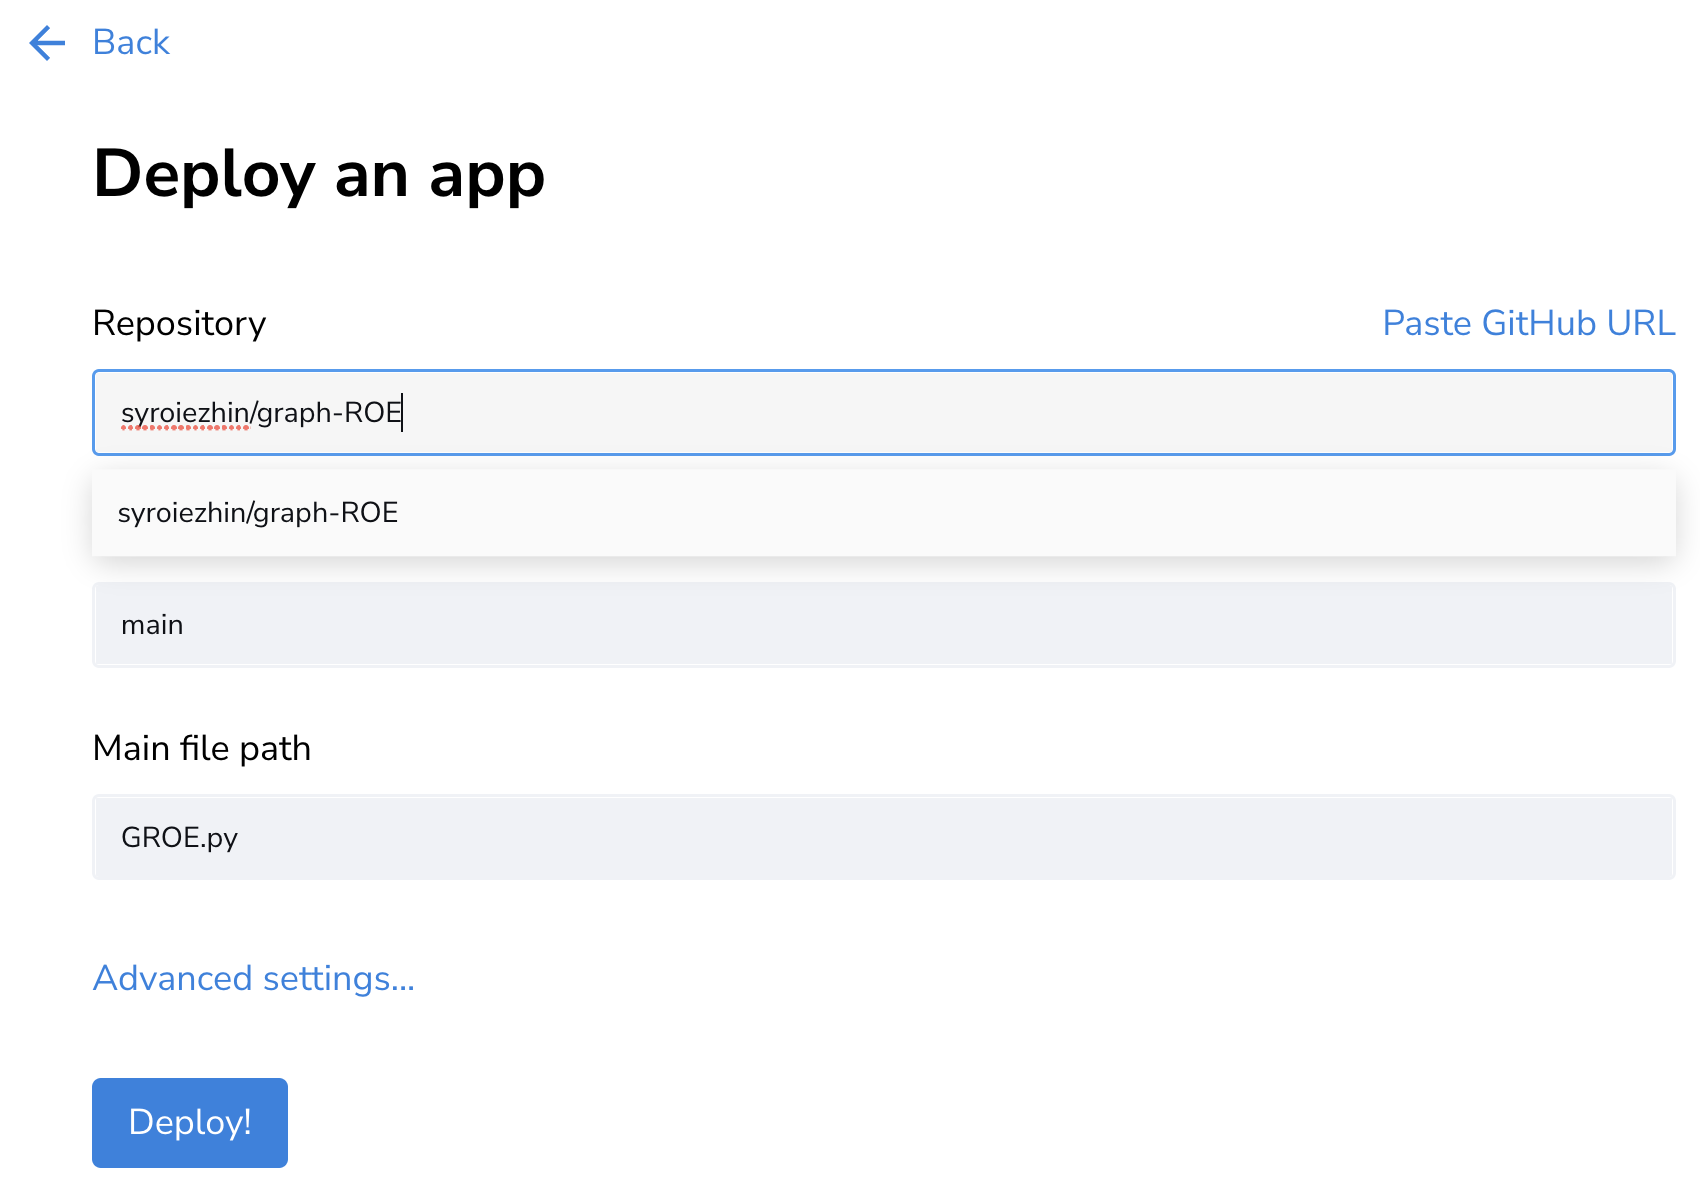 Back
Deploy an app
Repository
Paste GitHub URL
syroiezhin/graph-ROE
syroiezhin/graph-ROE
main
Main file path
GROE.py
Advanced settings...
Deploy!